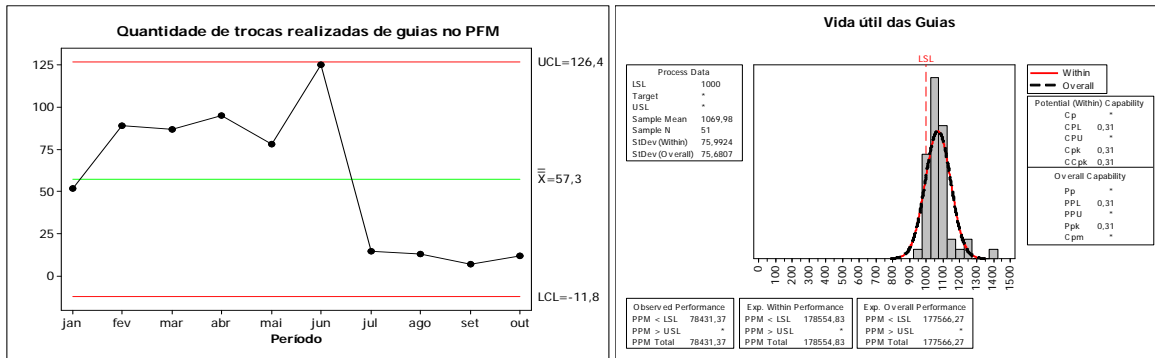 Quantidade de trocas realizadas de guias no PFM
125
100
75
50
25
0
UCL=126,4
X=57,3
LCL=-11,8
jan fev mar abr mai jun jul ago set out
Período
Vida útil das Guias
LSL
Process Data
LSL 1000
Target *
USL *
Sample Mean 1069,98
Sample N 51
StDev (Within) 75,9924
StDev (Overall) 75,6807
Within
Overall
Potential (Within) Capability
Cp *
CPL 0,31
CPU *
Cpk 0,31
CCpk 0,31
Overall Capability
Pp *
PPL 0,31
PPU *
Ppk 0,31
Cpm *
0 100 200 300 400 500 600 700 800 900 1000 1100 1200 1300 1400 1500
Observed Performance
PPM < LSL 78431,37
PPM > USL *
PPM Total 78431,37
Exp. Within Performance
PPM < LSL 178554,83
PPM > USL *
PPM Total 178554,83
Exp. Overall Performance
PPM < LSL 177566,27
PPM > USL *
PPM Total 177566,27